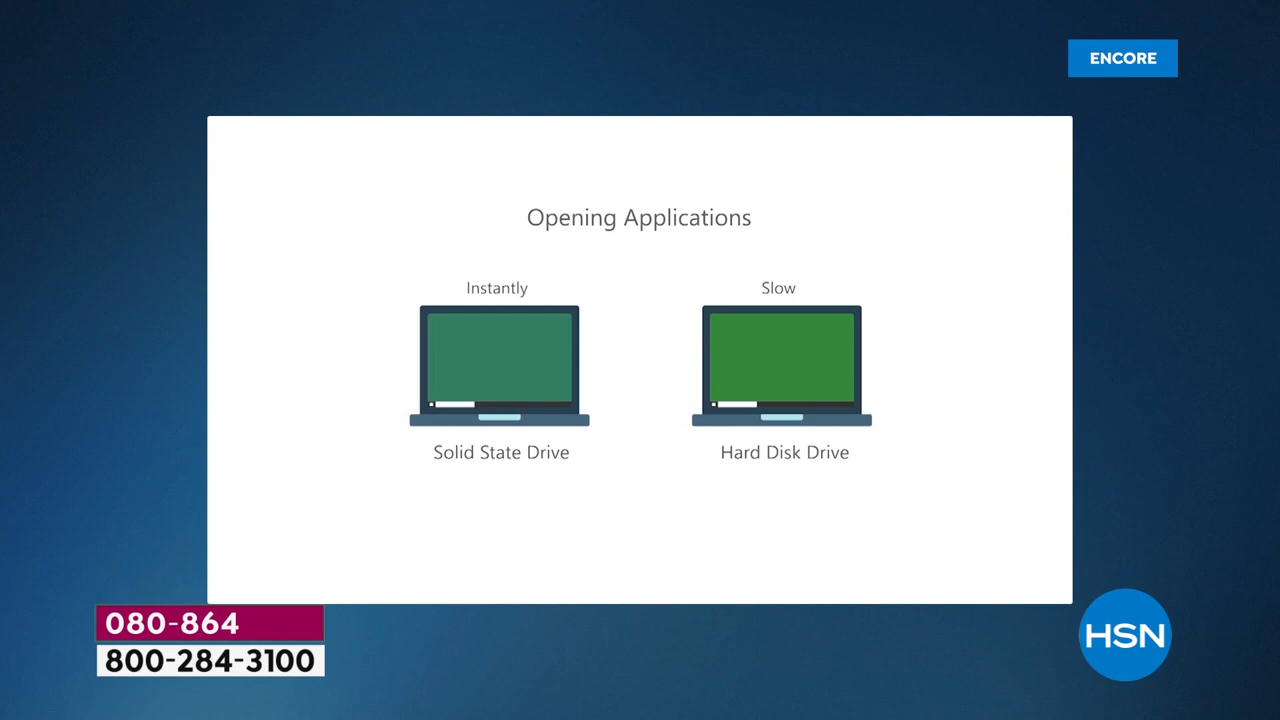 ENCORE
Opening Applications
Instantly
Slow
Solid State Drive
Hard Disk Drive
080-864
800-284-3100
HSN